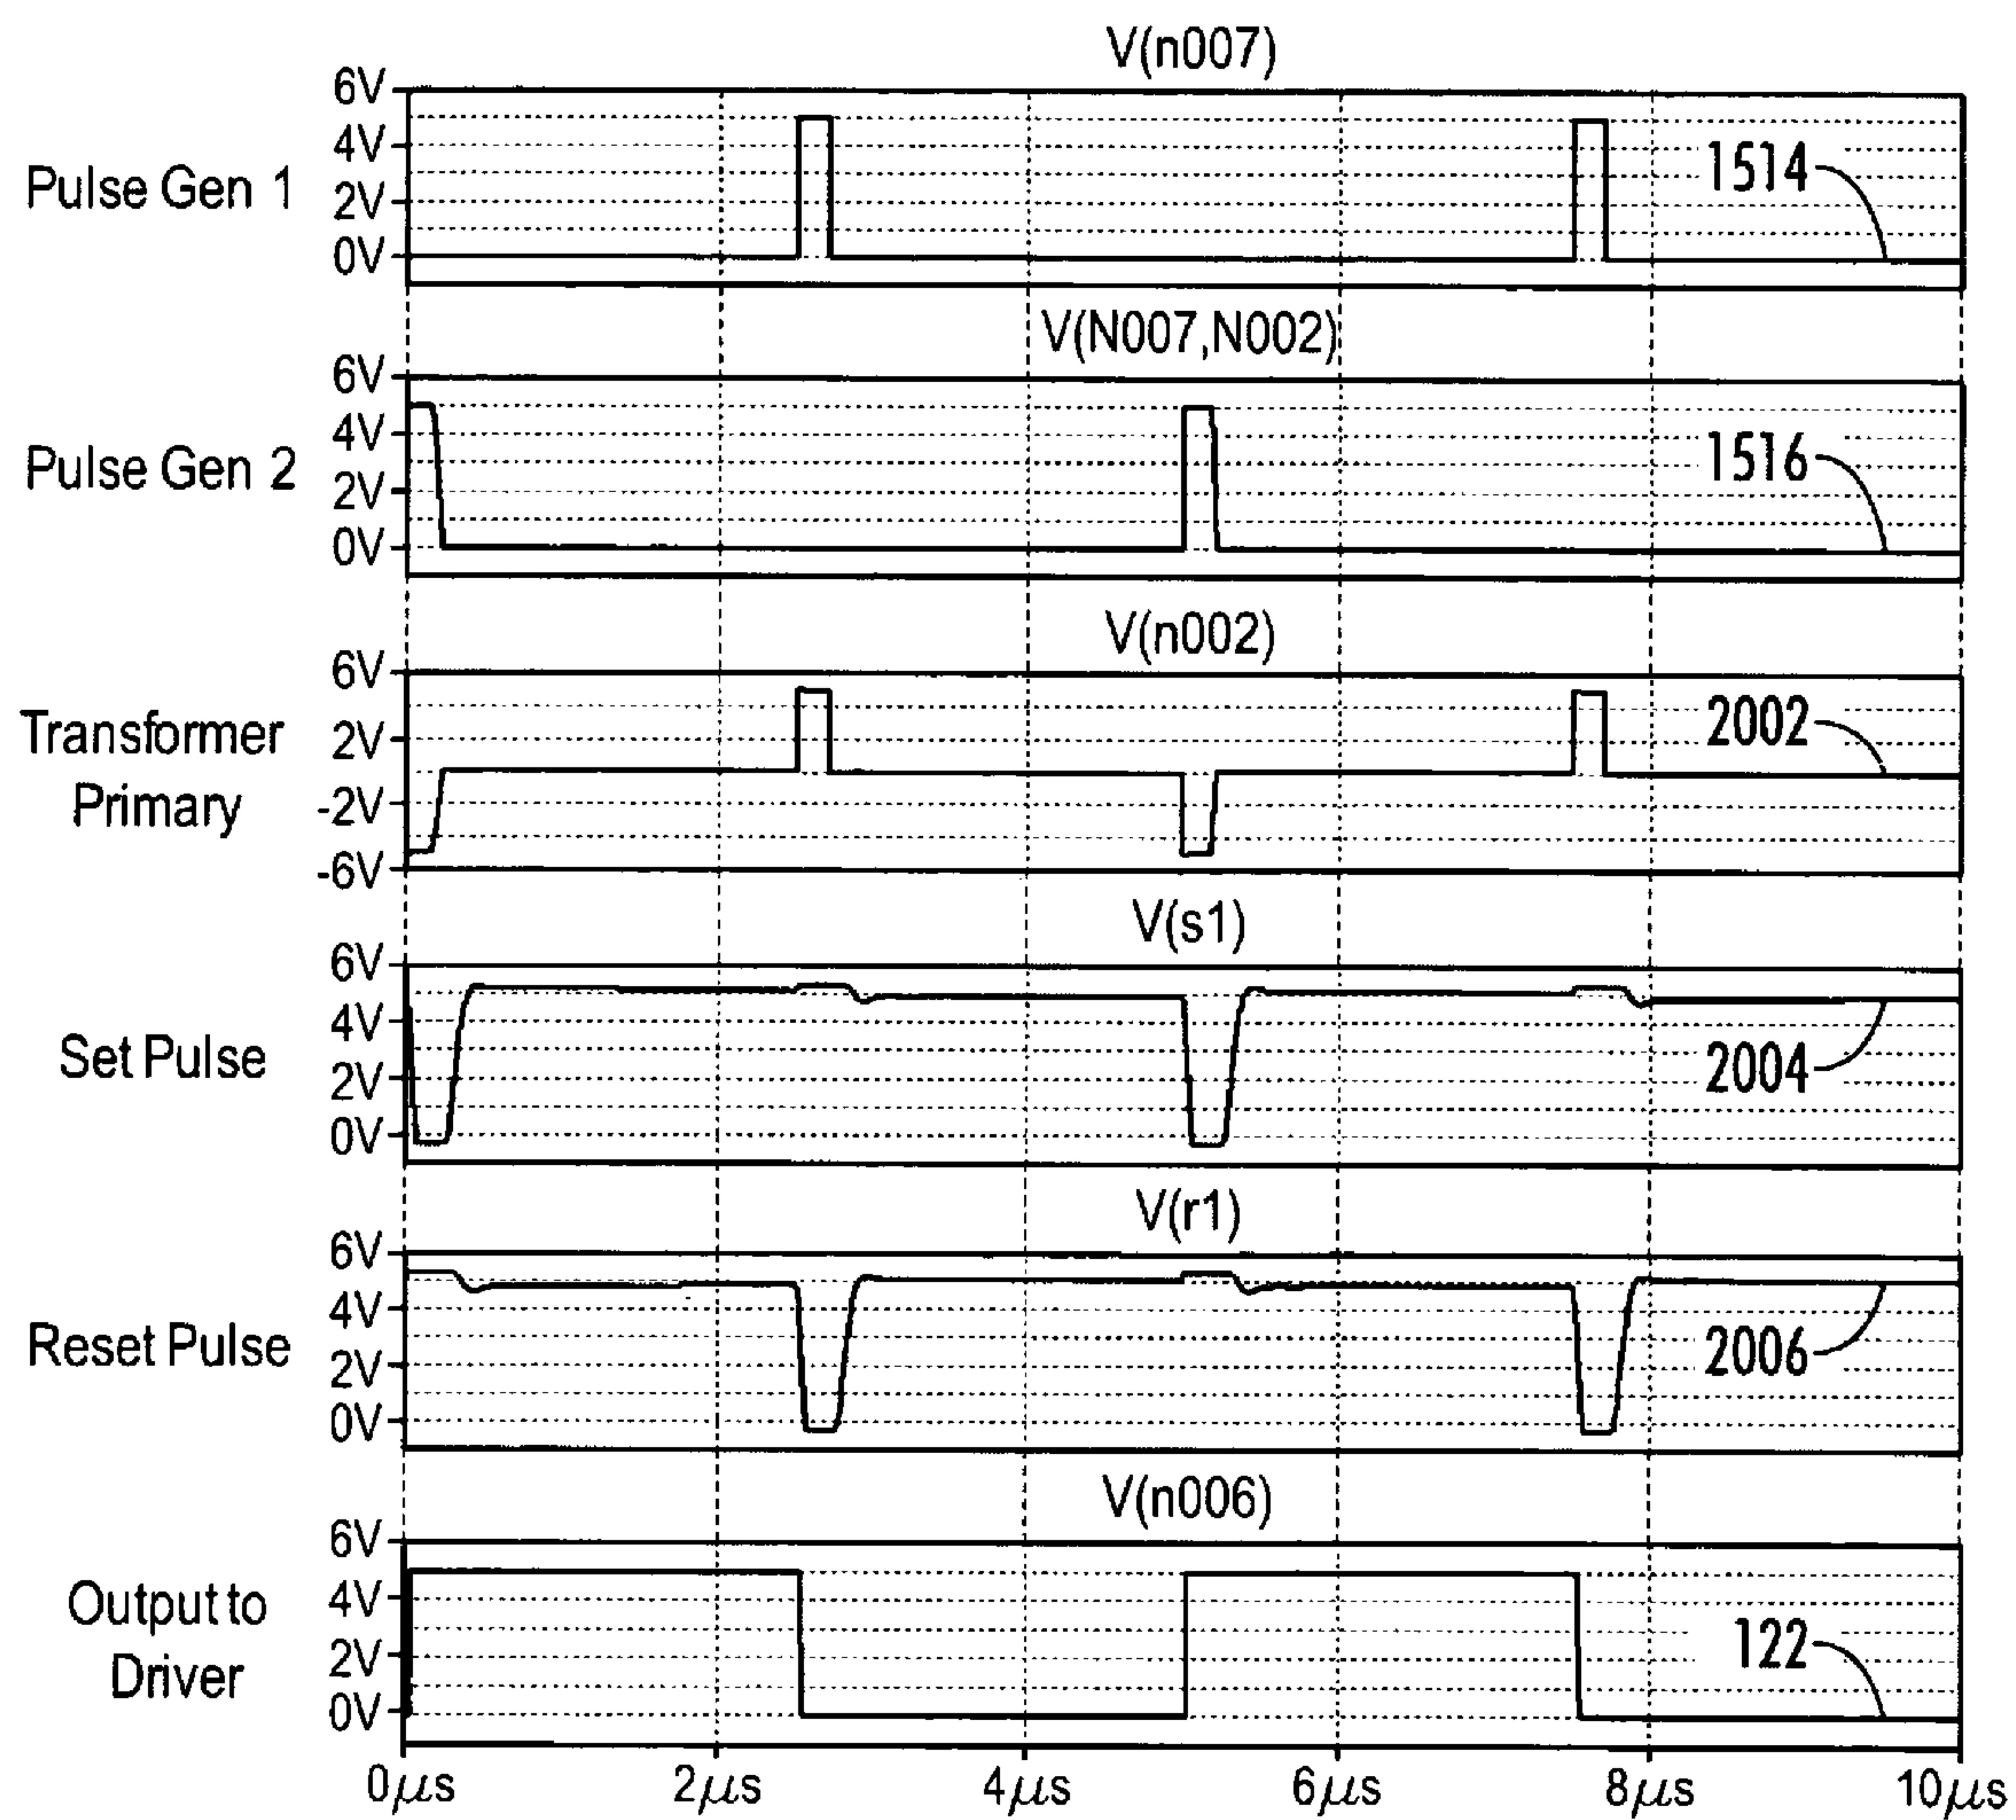 V(n007)
6V
4V
2V
0V
Pulse Gen 1
1514
V(N007,N002)
6V
4V
2V
0V
Pulse Gen 2
1516
V(n002)
6V
2V
-2V
-6V
Transformer
Primary
2002
V(s1)
6V
4V
2V
0V
Set Pulse
2004
V(r1)
6V
4V
2V
0V
Reset Pulse
2006
V(n006)
6V
4V
2V
0V
Output to
Driver
122
0μs 2μs 4μs 6μs 8μs 10μs